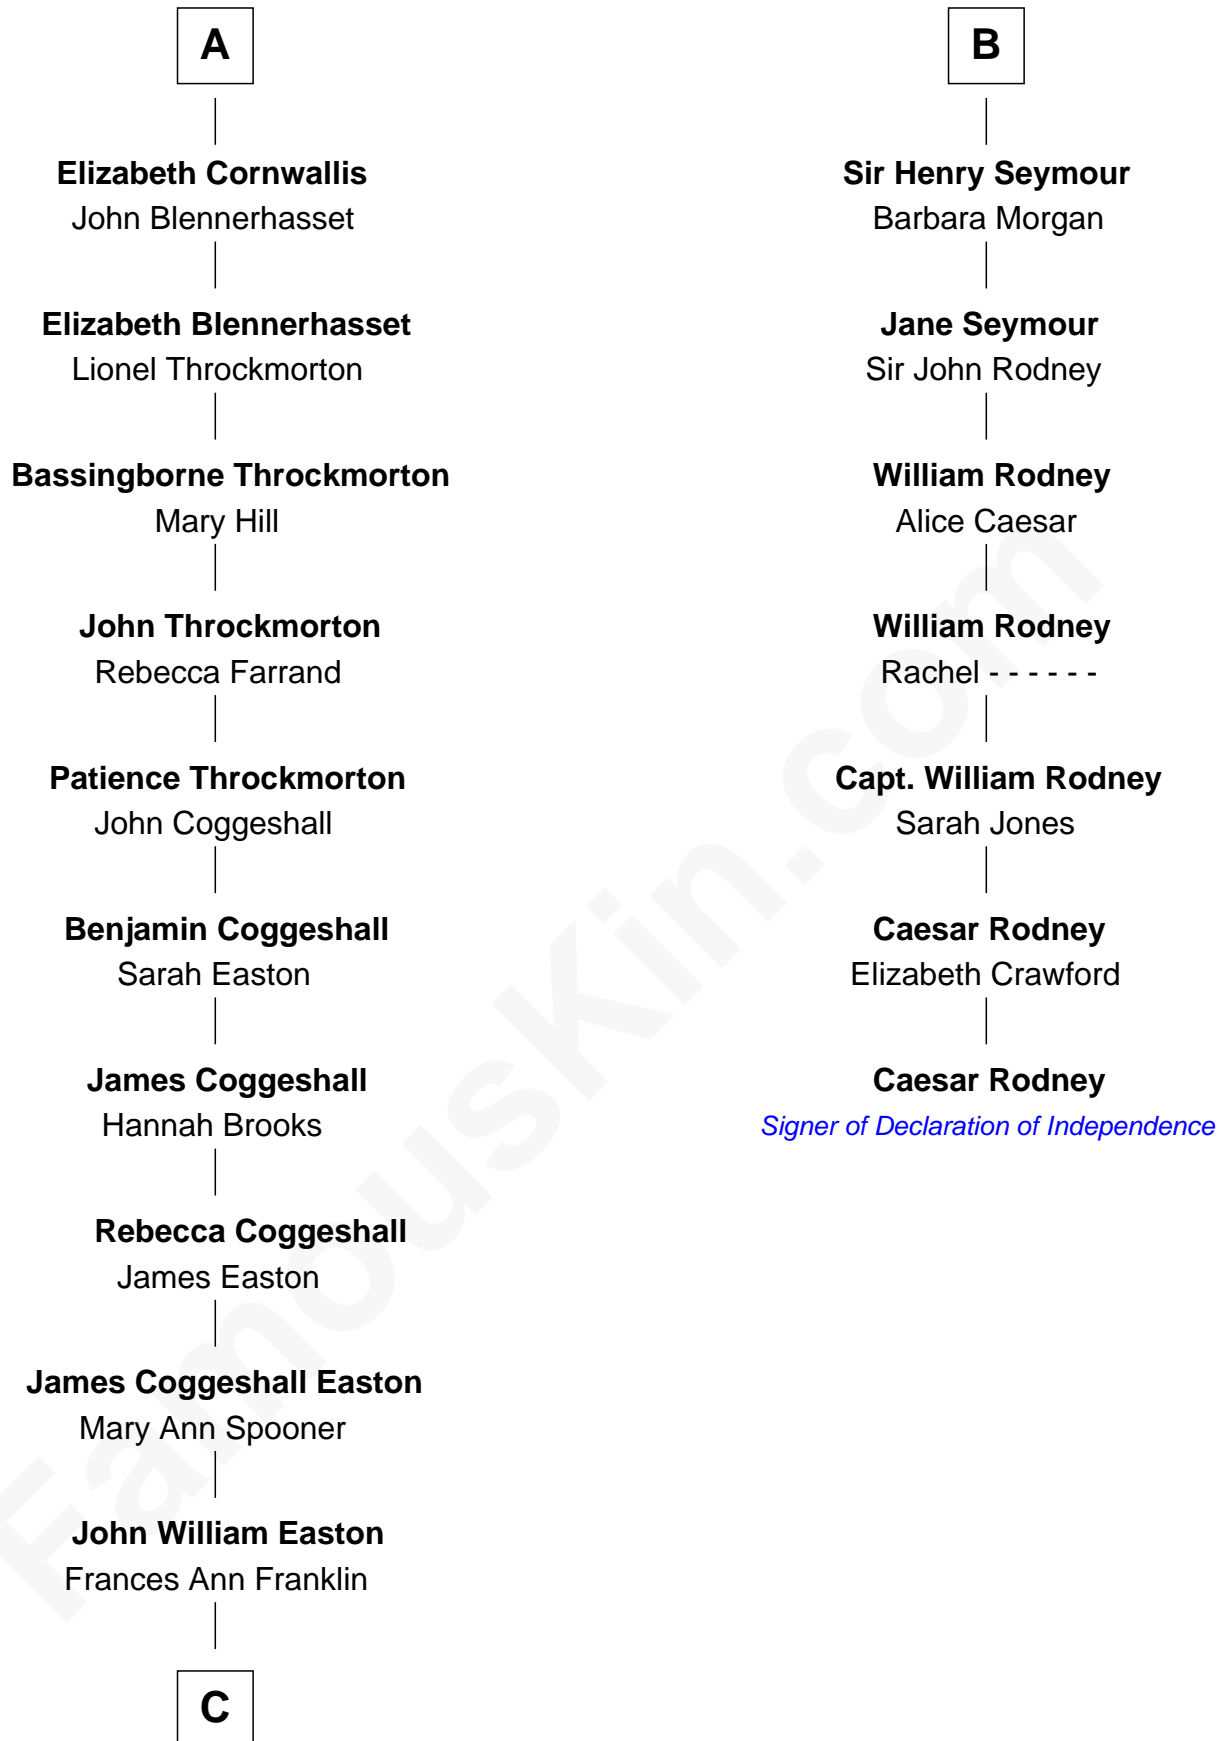 A
Elizabeth Cornwallis
John Blennerhasset
Elizabeth Blennerhasset
Lionel Throckmorton
Bassingborne Throckmorton
Mary Hill
John Throckmorton
Rebecca Farrand
Patience Throckmorton
John Coggeshall
Benjamin Coggeshall
Sarah Easton
James Coggeshall
Hannah Brooks
Rebecca Coggeshall
James Easton
James Coggeshall Easton
Mary Ann Spooner
John William Easton
Frances Ann Franklin
C
B
Sir Henry Seymour
Barbara Morgan
Jane Seymour
Sir John Rodney
William Rodney
Alice Caesar
William Rodney
Rachel - - - - - -
Capt. William Rodney
Sarah Jones
Caesar Rodney
Elizabeth Crawford
Caesar Rodney
Signer of Declaration of Independence
FamousKin.com